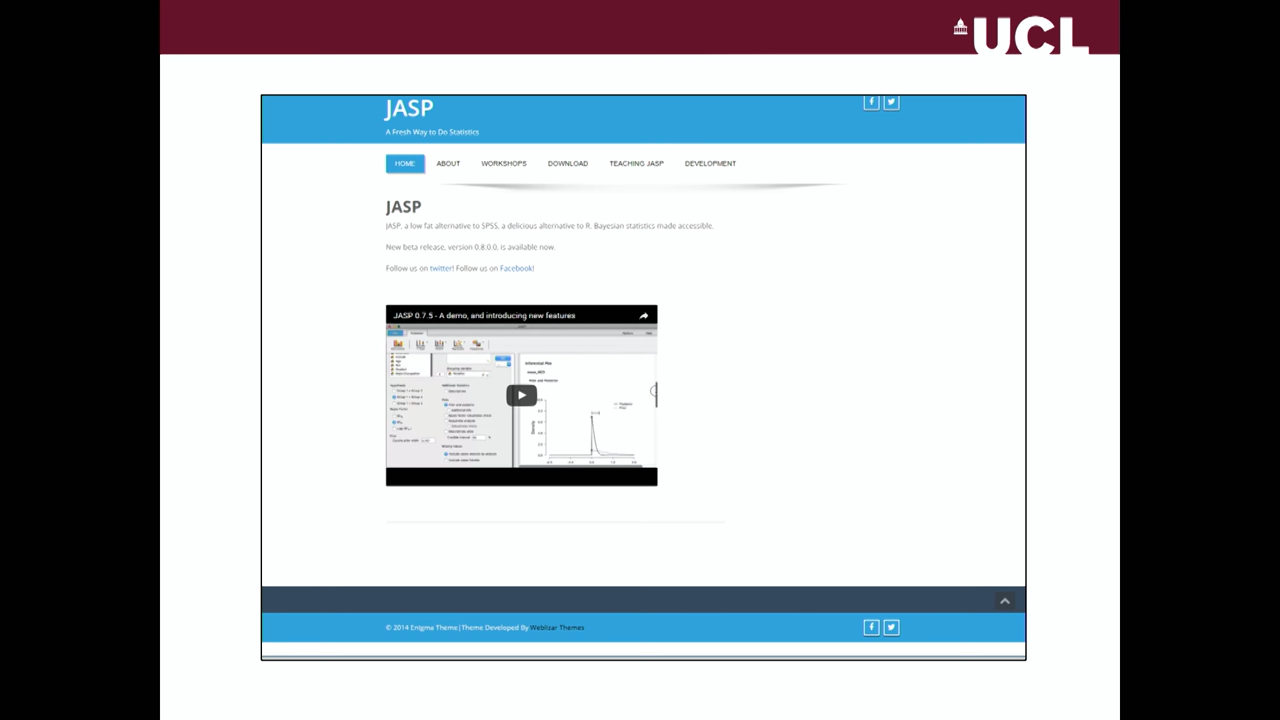 UCL
JASP
A Fresh Way to Do Statistics
HOME ABOUT WORKSHOPS DOWNLOAD TEACHING JASP DEVELOPMENT
JASP
JASP, a low fat alternative to SPSS, a delicious alternative to R. Bayesian statistics made accessible.
New beta release, version 0.8.0.0, is available now.
Follow us on twitter! Follow us on Facebook!
JASP 0.7.5 - A demo, and introducing new features
© 2014 Enigma Theme|Theme Developed By Weblizar Themes